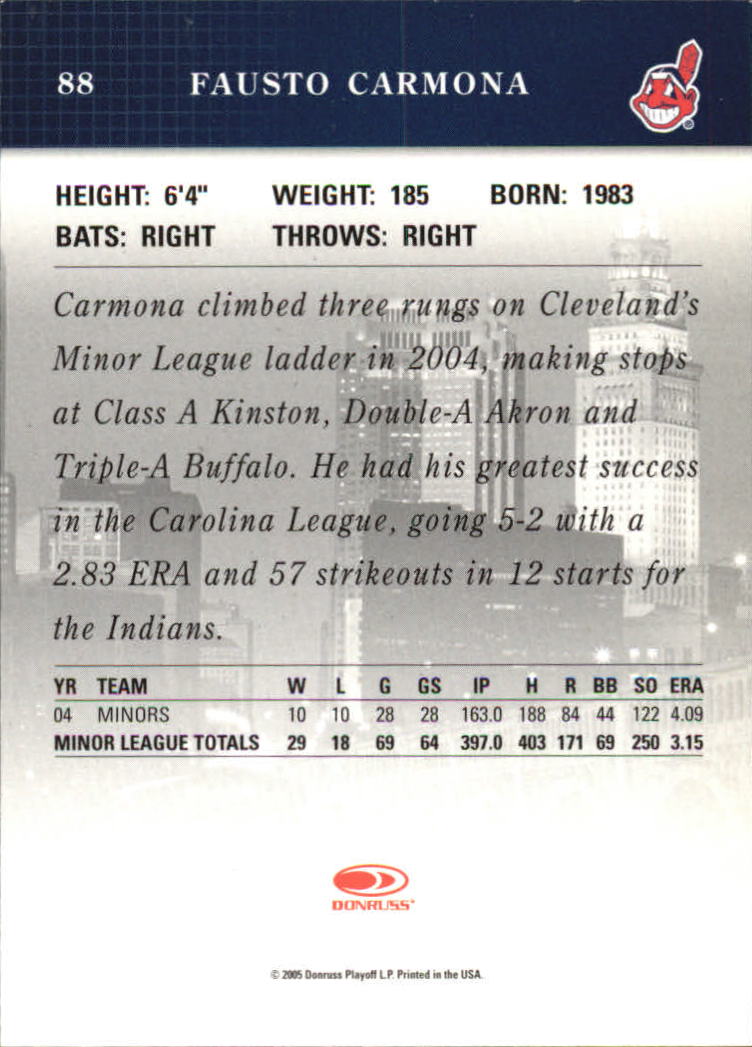 88 FAUSTO CARMONA
HEIGHT: 6'4" WEIGHT: 185 BORN: 1983
BATS: RIGHT THROWS: RIGHT
Carmona climbed three rungs on Cleveland's
Minor League ladder in 2004, making stops
at Class A Kinston, Double-A Akron and
Triple-A Buffalo. He had his greatest success
in the Carolina League, going 5-2 with a
2.83 ERA and 57 strikeouts in 12 starts for
the Indians.
YR TEAM W L G GS IP H R BB SO ERA
04 MINORS 10 10 28 28 163.0 188 84 44 122 4.09
MINOR LEAGUE TOTALS 29 18 69 64 397.0 403 171 69 250 3.15
DONRUSS
© 2005 Donruss Playoff L.P. Printed in the USA.